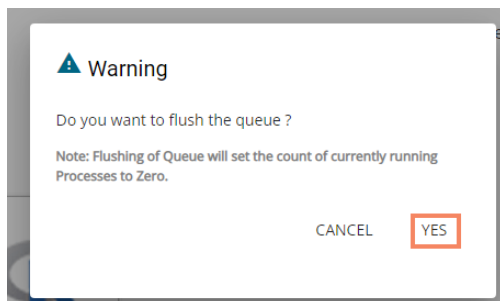 Warning
Do you want to flush the queue ?
Note: Flushing of Queue will set the count of currently running
Processes to Zero.
CANCEL YES